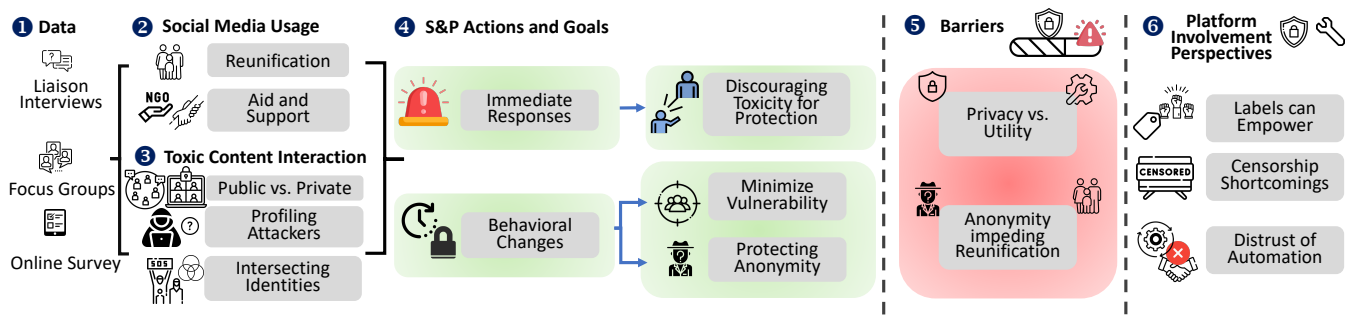 1 Data
Liaison
Interviews
Focus Groups
Online Survey
2 Social Media Usage
Reunification
NGO
Aid and
Support
3 Toxic Content Interaction
Public vs. Private
Profiling
Attackers
?
SOS
Intersecting
Identities
4 S&P Actions and Goals
Immediate
Responses
Discouraging
Toxicity for
Protection
Behavioral
Changes
Minimize
Vulnerability
?
Protecting
Anonymity
5 Barriers
Privacy vs.
Utility
?
Anonymity
impeding
Reunification
6 Platform
Involvement
Perspectives
Labels can
Empower
CENSORED
Censorship
Shortcomings
Distrust of
Automation